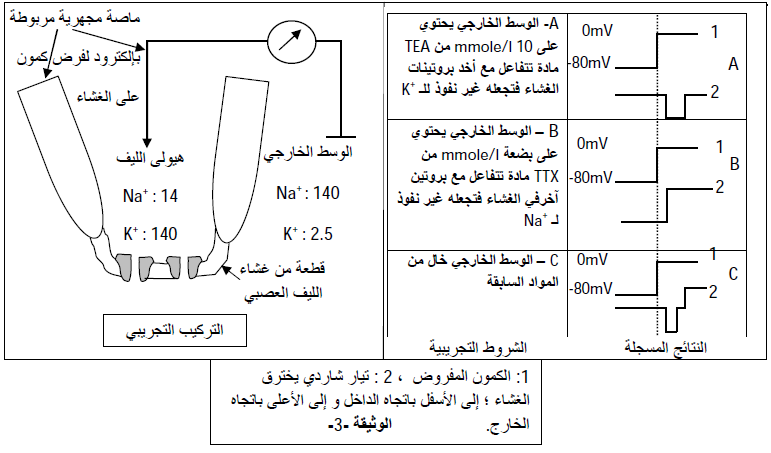 ماصة مجهرية مربوطة
بإلكترود لفرض كمون
على الغشاء
هيولى الليف
Na⁺ : 14
K⁺ : 140
الوسط الخارجي
Na⁺ : 140
K⁺ : 2.5
قطعة من غشاء
الليف العصبي
التركيب التجريبي
A- الوسط الخارجي يحتوي
على 10 mmole/l من TEA
مادة تتفاعل مع أحد بروتينات
الغشاء فتجعله غير نفوذ للـ K⁺
0mV
-80mV
1
2
A
B – الوسط الخارجي يحتوي
على بضعة mmole/l من
TTX مادة تتفاعل مع بروتين
آخرفي الغشاء فتجعله غير نفوذ
لـ Na⁺
0mV
-80mV
1
2
B
C – الوسط الخارجي خال من
المواد السابقة
0mV
-80mV
1
2
C
الشروط التجريبية
النتائج المسجلة
1: الكمون المفروض ، 2 : تيار شاردي يخترق
الغشاء ؛ إلى الأسفل باتجاه الداخل و إلى الأعلى باتجاه
الخارج. الوثيقة -3-